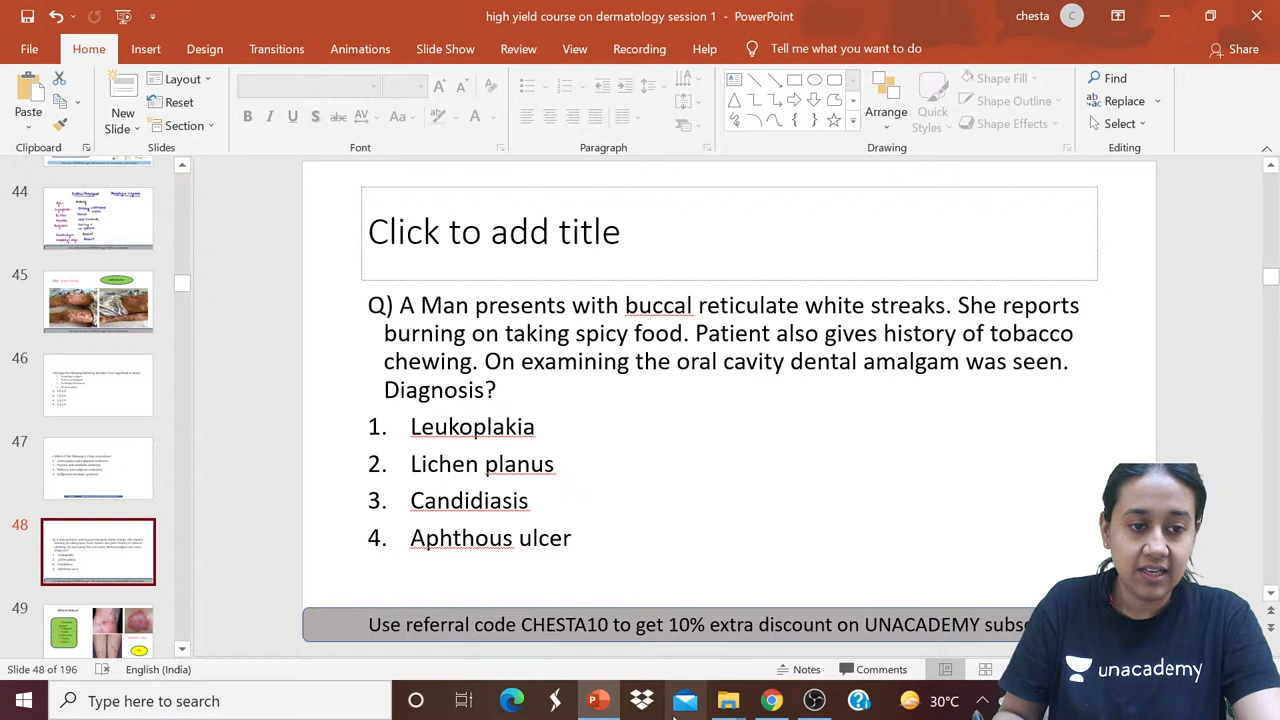 high yield course on dermatology session 1 - PowerPoint
chesta
C
File Home Insert Design Transitions Animations Slide Show Review View Recording Help Tell me what you want to do Share
Paste
New
Slide
Layout
Reset
Section
Arrange
Quick
Styles
Shape Fill
Shape Outline
Shape Effects
Find
Replace
Select
Clipboard Slides Font Paragraph Drawing Editing
44
45
46
47
48
49
Click to add title
Q) A Man presents with buccal reticulate white streaks. She reports
burning on taking spicy food. Patient also gives history of tobacco
chewing. On examining the oral cavity dental amalgam was seen.
Diagnosis?
1. Leukoplakia
2. Lichen planus
3. Candidiasis
4. Aphthous ulcer
Use referral code CHESTA10 to get 10% extra discount on UNACADEMY
unacademy
Slide 48 of 196 English (India) Notes Comments
Type here to search 30°C